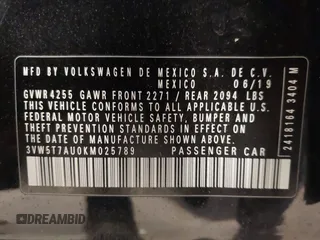 MFD BY VOLKSWAGEN DE MEXICO S.A. DE C.V.
MEXICO 06/19
GVWR4255 GAWR FRONT 2271 / REAR 2094 LBS
THIS VEHICLE CONFORMS TO ALL APPLICABLE U.S.
FEDERAL MOTOR VEHICLE SAFETY, BUMPER AND
THEFT PREVENTION STANDARDS IN EFFECT ON THE
DATE OF MANUFACTURE SHOWN ABOVE.
3VW5T7AU0KM025789 PASSENGER CAR
2418164 3404 M
DREAMBID